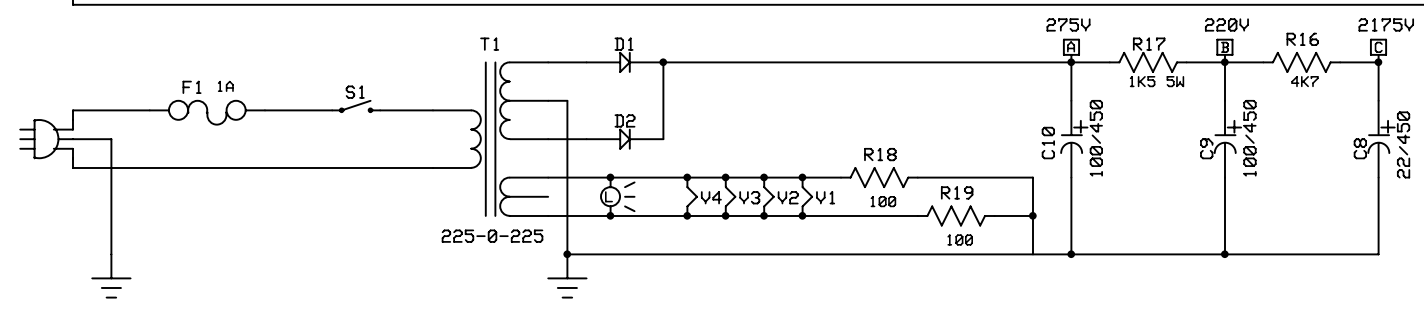 275V
220V
2175V
T1
D1
A
R17
B
R16
C
F1 1A
S1
1K5 5W
4K7
D2
C10
100/450
C9
100/450
C8
22/450
R18
100
L
V4
V3
V2
V1
R19
100
225-0-225